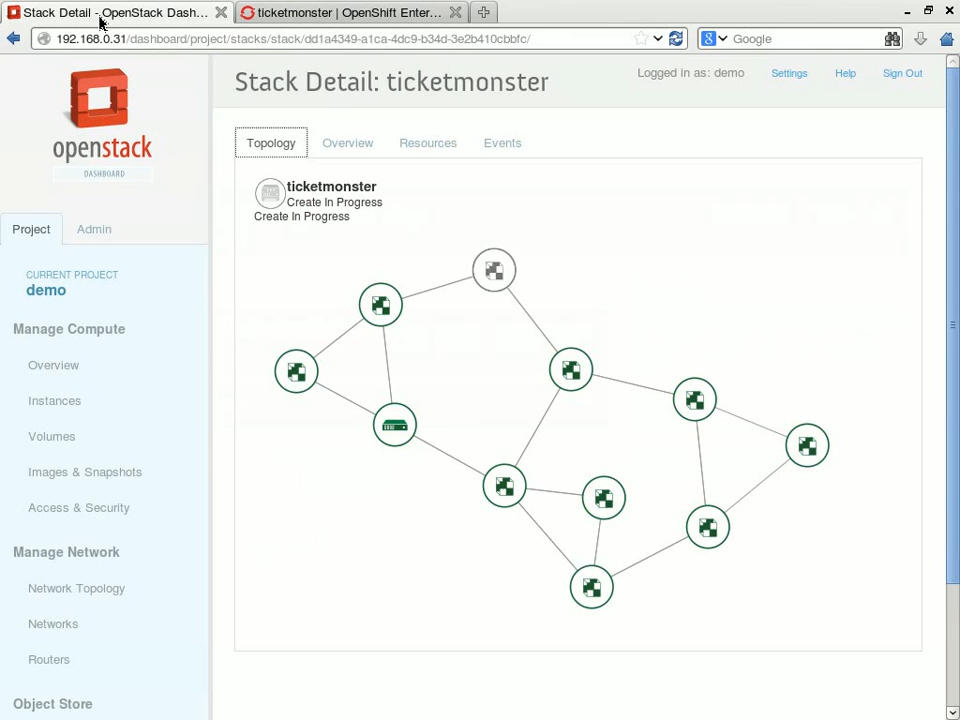 Stack Detail - OpenStack Dash...
ticketmonster | OpenShift Enter...
192.168.0.31/dashboard/project/stacks/stack/dd1a4349-a1ca-4dc9-b34d-3e2b410cbbfc/
Google
openstack
DASHBOARD
Project
Admin
CURRENT PROJECT
demo
Manage Compute
Overview
Instances
Volumes
Images & Snapshots
Access & Security
Manage Network
Network Topology
Networks
Routers
Object Store
Stack Detail: ticketmonster
Logged in as: demo
Settings
Help
Sign Out
Topology
Overview
Resources
Events
ticketmonster
Create In Progress
Create In Progress